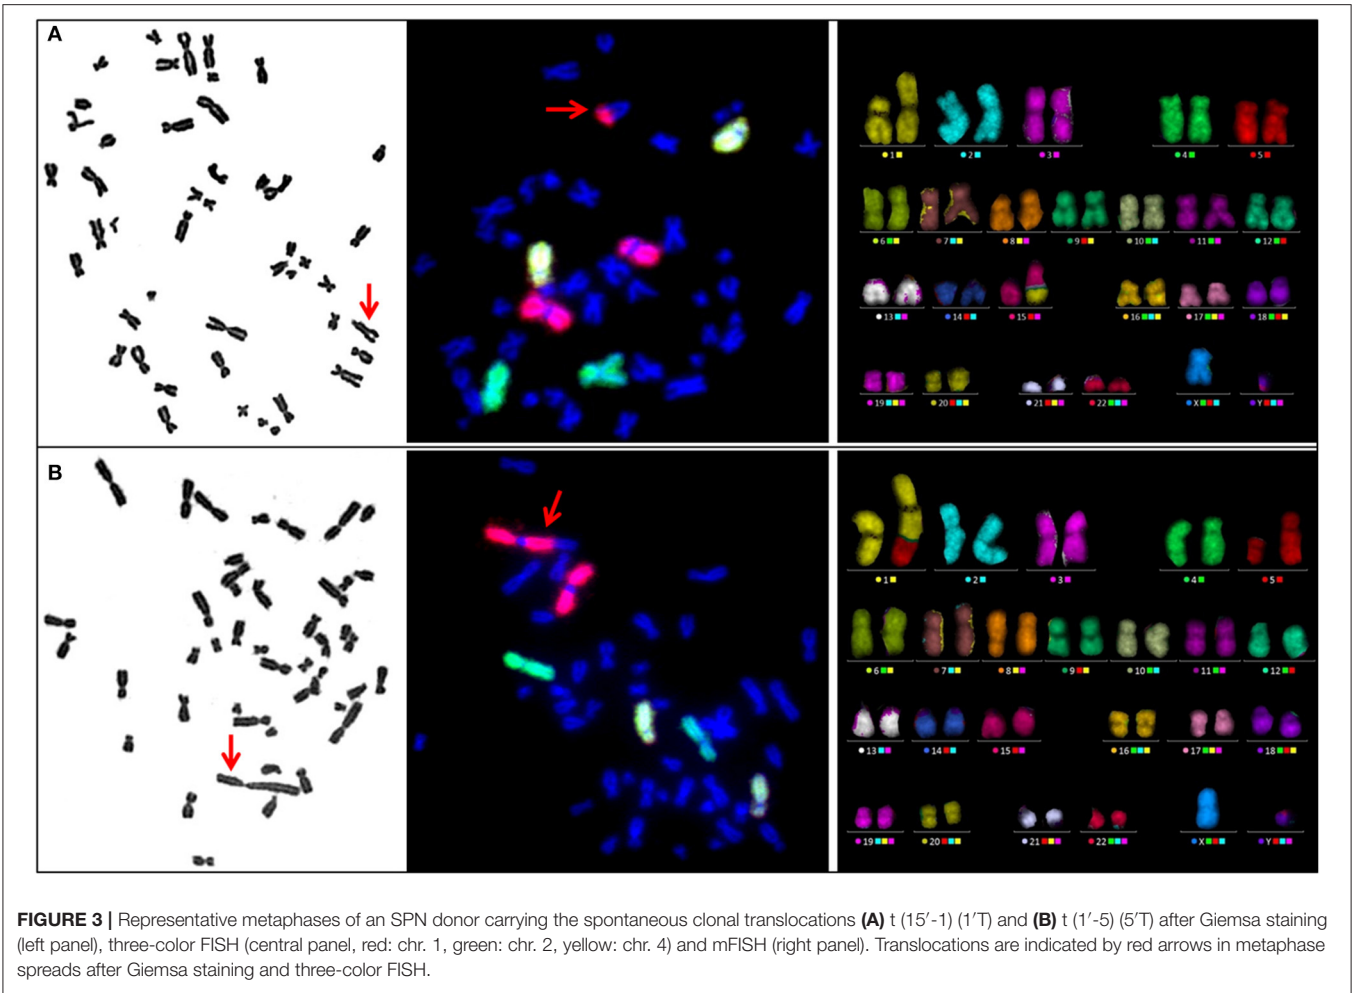 A
1 2 3 4 5
6 7 8 9 10 11 12
13 14 15 16 17 18
19 20 21 22 X Y
B
1 2 3 4 5
6 7 8 9 10 11 12
13 14 15 16 17 18
19 20 21 22 X Y
FIGURE 3 | Representative metaphases of an SPN donor carrying the spontaneous clonal translocations (A) t (15′-1) (1′T) and (B) t (1′-5) (5′T) after Giemsa staining
(left panel), three-color FISH (central panel, red: chr. 1, green: chr. 2, yellow: chr. 4) and mFISH (right panel). Translocations are indicated by red arrows in metaphase
spreads after Giemsa staining and three-color FISH.